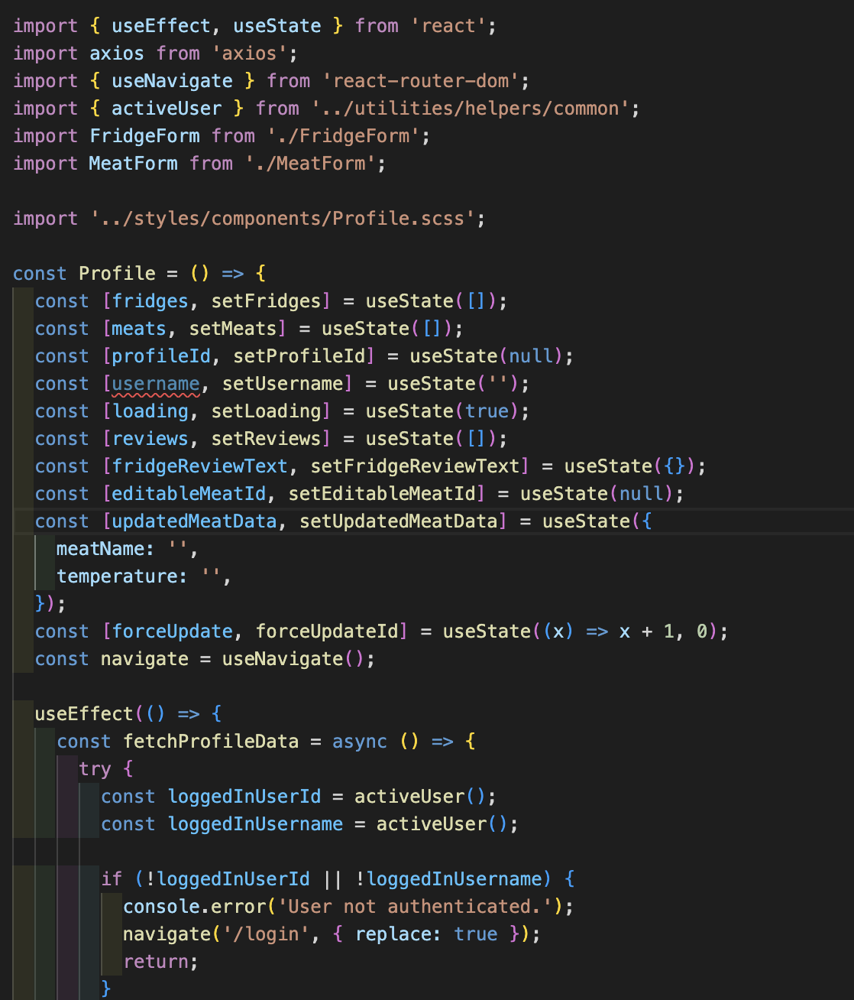 import { useEffect, useState } from 'react';
import axios from 'axios';
import { useNavigate } from 'react-router-dom';
import { activeUser } from '../utilities/helpers/common';
import FridgeForm from './FridgeForm';
import MeatForm from './MeatForm';

import '../styles/components/Profile.scss';

const Profile = () => {
  const [fridges, setFridges] = useState([]);
  const [meats, setMeats] = useState([]);
  const [profileId, setProfileId] = useState(null);
  const [username, setUsername] = useState('');
  const [loading, setLoading] = useState(true);
  const [reviews, setReviews] = useState([]);
  const [fridgeReviewText, setFridgeReviewText] = useState({});
  const [editableMeatId, setEditableMeatId] = useState(null);
  const [updatedMeatData, setUpdatedMeatData] = useState({
    meatName: '',
    temperature: '',
  });
  const [forceUpdate, forceUpdateId] = useState((x) => x + 1, 0);
  const navigate = useNavigate();

  useEffect(() => {
    const fetchProfileData = async () => {
      try {
        const loggedInUserId = activeUser();
        const loggedInUsername = activeUser();

        if (!loggedInUserId || !loggedInUsername) {
          console.error('User not authenticated.');
          navigate('/login', { replace: true });
          return;
        }